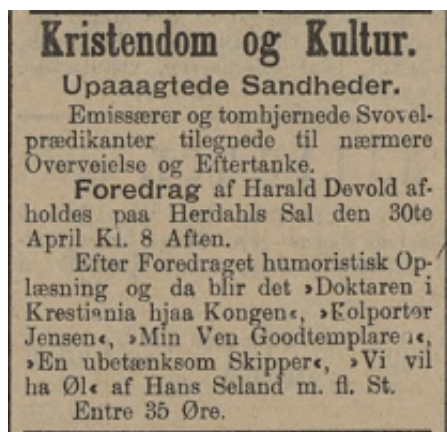 Kristendom og Kultur.
Upaaagtede Sandheder.
Emissærer og tomhjernede Svovel-
prædikanter tilegnede til nærmere
Overveielse og Eftertanke.
Foredrag af Harald Devold af-
holdes paa Herdahls Sal den 30te
April Kl. 8 Aften.
Efter Foredraget humoristisk Op-
læsning og da blir det »Doktaren i
Krestiania hjaa Kongen«, »Kolportør
Jensen«, »Min Ven Goodtemplaren«,
»En ubetænksom Skipper«, »Vi vil
ha Øl« af Hans Seland m. fl. St.
Entre 35 Øre.